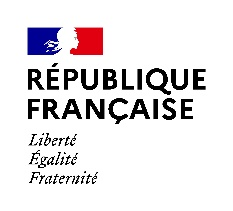 RÉPUBLIQUE
FRANÇAISE
Liberté
Égalité
Fraternité